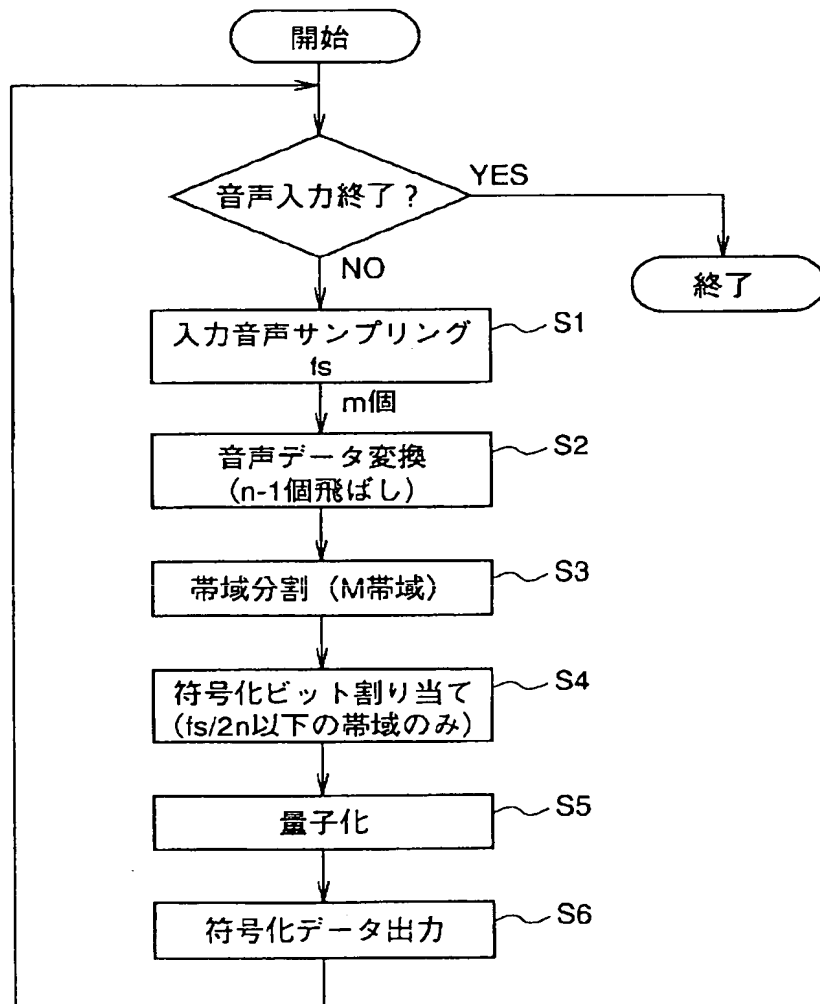 開始
音声入力終了?
YES
終了
NO
入力音声サンプリング
fs
S1
m個
音声データ変換
(n-1個飛ばし)
S2
帯域分割(M帯域)
S3
符号化ビット割り当て
(fs/2n以下の帯域のみ)
S4
量子化
S5
符号化データ出力
S6